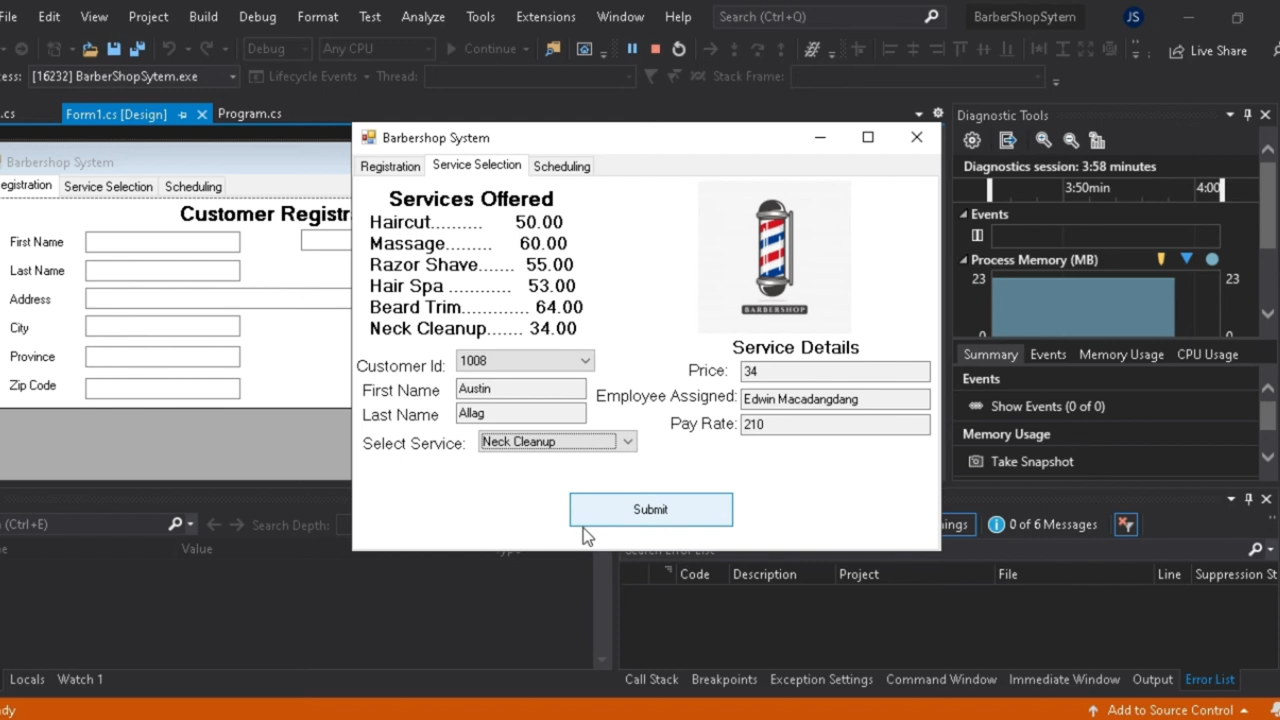 File Edit View Project Build Debug Format Test Analyze Tools Extensions Window Help Search (Ctrl+Q) BarberShopSytem JS
Debug Any CPU Continue Live Share
ess: [16232] BarberShopSytem.exe Lifecycle Events Thread: Stack Frame:
.cs Form1.cs [Design] Program.cs
Barbershop System
egistration Service Selection Scheduling
Customer Registra
First Name
Last Name
Address
City
Province
Zip Code
Barbershop System
Registration Service Selection Scheduling
Services Offered
Haircut.......... 50.00
Massage......... 60.00
Razor Shave....... 55.00
Hair Spa ............ 53.00
Beard Trim............. 64.00
Neck Cleanup....... 34.00
BARBERSHOP
Customer Id: 1008
First Name Austin
Last Name Allag
Select Service: Neck Cleanup
Service Details
Price: 34
Employee Assigned: Edwin Macadangdang
Pay Rate: 210
Submit
Diagnostic Tools
Diagnostics session: 3:58 minutes
3:50min 4:00
Events
Process Memory (MB)
23 23
0 0
Summary Events Memory Usage CPU Usage
Events
Show Events (0 of 0)
Memory Usage
Take Snapshot
(Ctrl+E) Search Depth:
Value
Locals Watch 1
nings 0 of 6 Messages
Search Error List
Code Description Project File Line Suppression St
Call Stack Breakpoints Exception Settings Command Window Immediate Window Output Error List
dy Add to Source Control